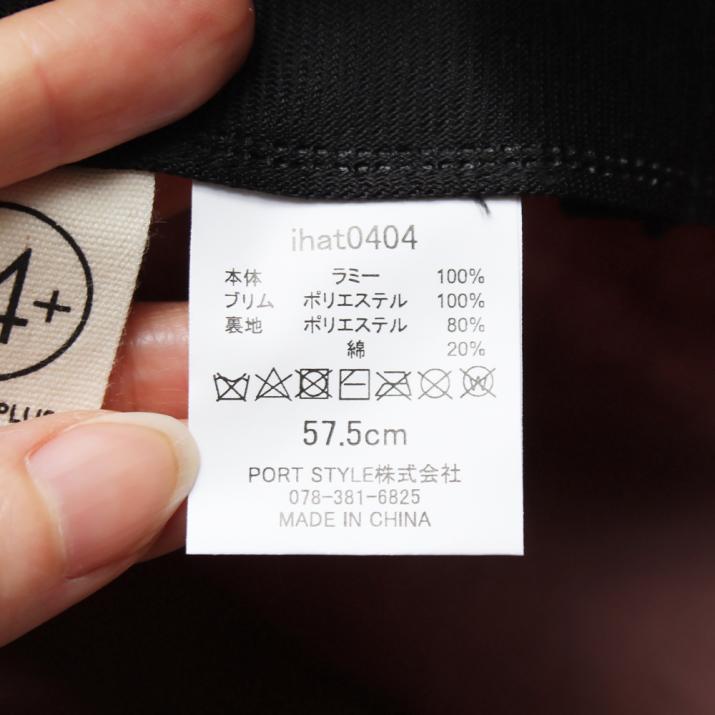 ihat0404
本体 ラミー 100%
ブリム ポリエステル 100%
裏地 ポリエステル 80%
綿 20%
57.5cm
PORT STYLE株式会社
078-381-6825
MADE IN CHINA
4+